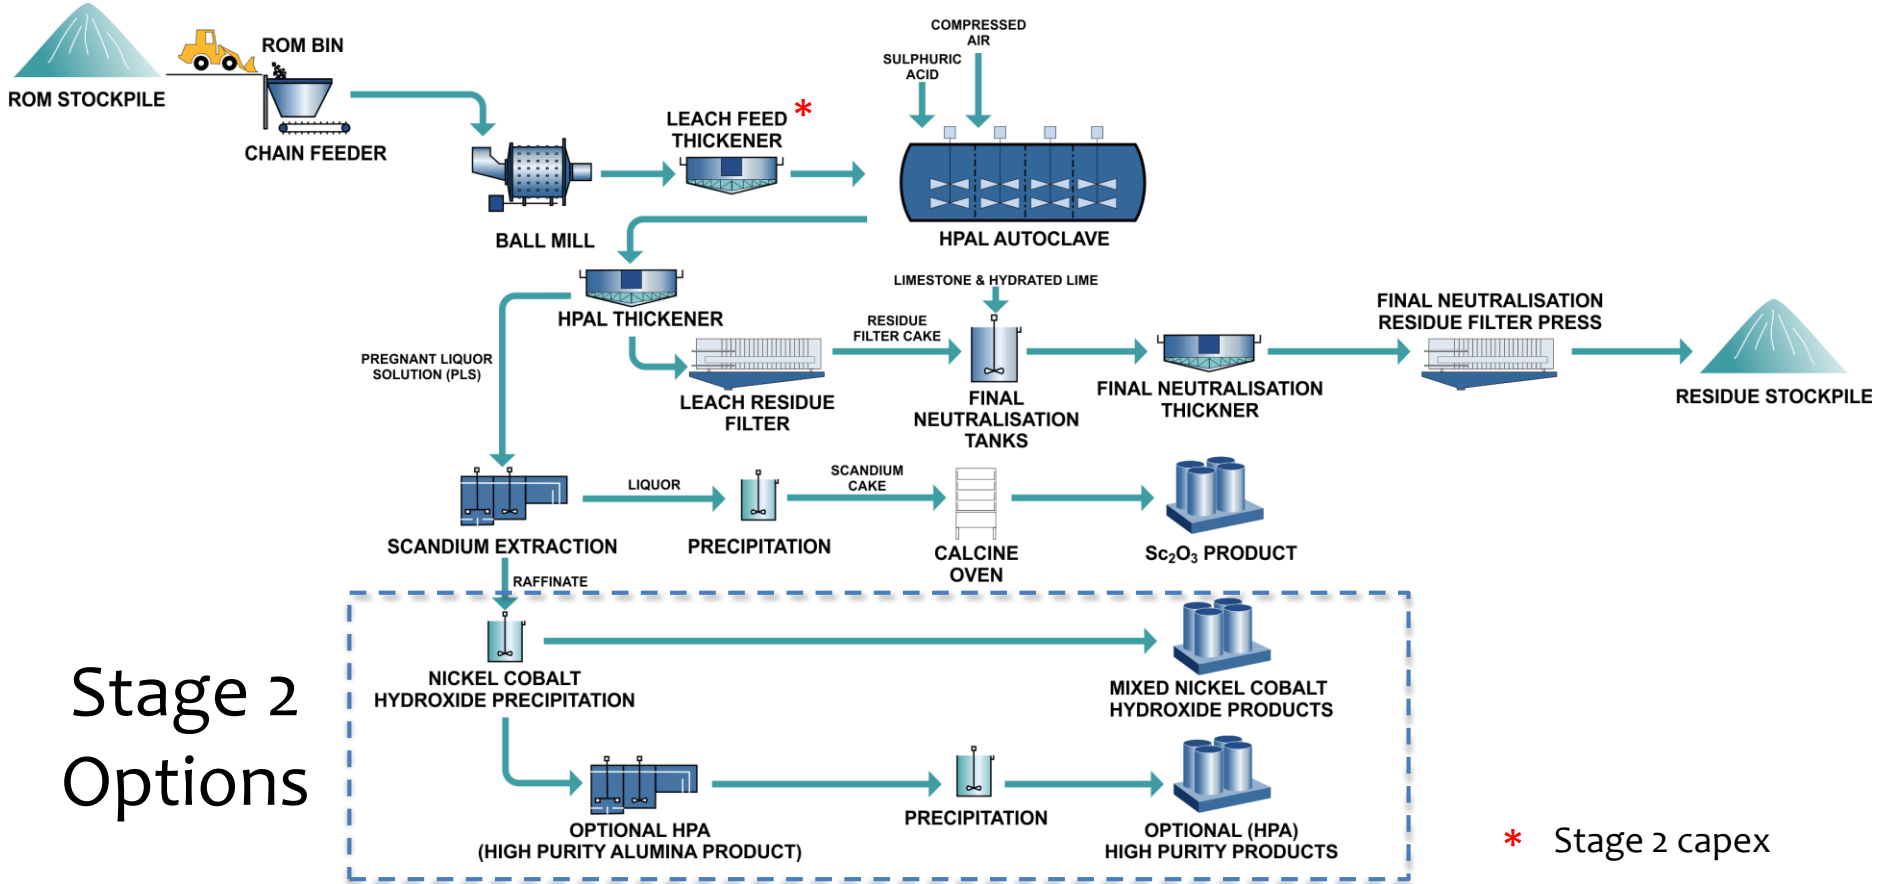 COMPRESSED
AIR
SULPHURIC
ACID
ROM BIN
ROM STOCKPILE
CHAIN FEEDER
LEACH FEED *
THICKENER
BALL MILL
HPAL AUTOCLAVE
HPAL THICKENER
LIMESTONE & HYDRATED LIME
RESIDUE
FILTER CAKE
FINAL NEUTRALISATION
RESIDUE FILTER PRESS
PREGNANT LIQUOR
SOLUTION (PLS)
LEACH RESIDUE
FILTER
FINAL
NEUTRALISATION
TANKS
FINAL NEUTRALISATION
THICKNER
RESIDUE STOCKPILE
SCANDIUM EXTRACTION
LIQUOR
PRECIPITATION
SCANDIUM
CAKE
CALCINE
OVEN
Sc₂O₃ PRODUCT
RAFFINATE
Stage 2
Options
NICKEL COBALT
HYDROXIDE PRECIPITATION
MIXED NICKEL COBALT
HYDROXIDE PRODUCTS
OPTIONAL HPA
(HIGH PURITY ALUMINA PRODUCT)
PRECIPITATION
OPTIONAL (HPA)
HIGH PURITY PRODUCTS
* Stage 2 capex